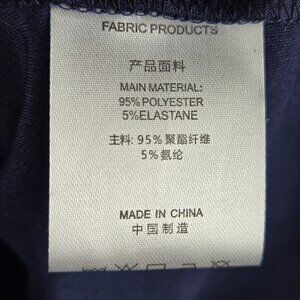 FABRIC PRODUCTS
产品面料
MAIN MATERIAL:
95%POLYESTER
5%ELASTANE
主料: 95% 聚酯纤维
5% 氨纶
MADE IN CHINA
中国制造